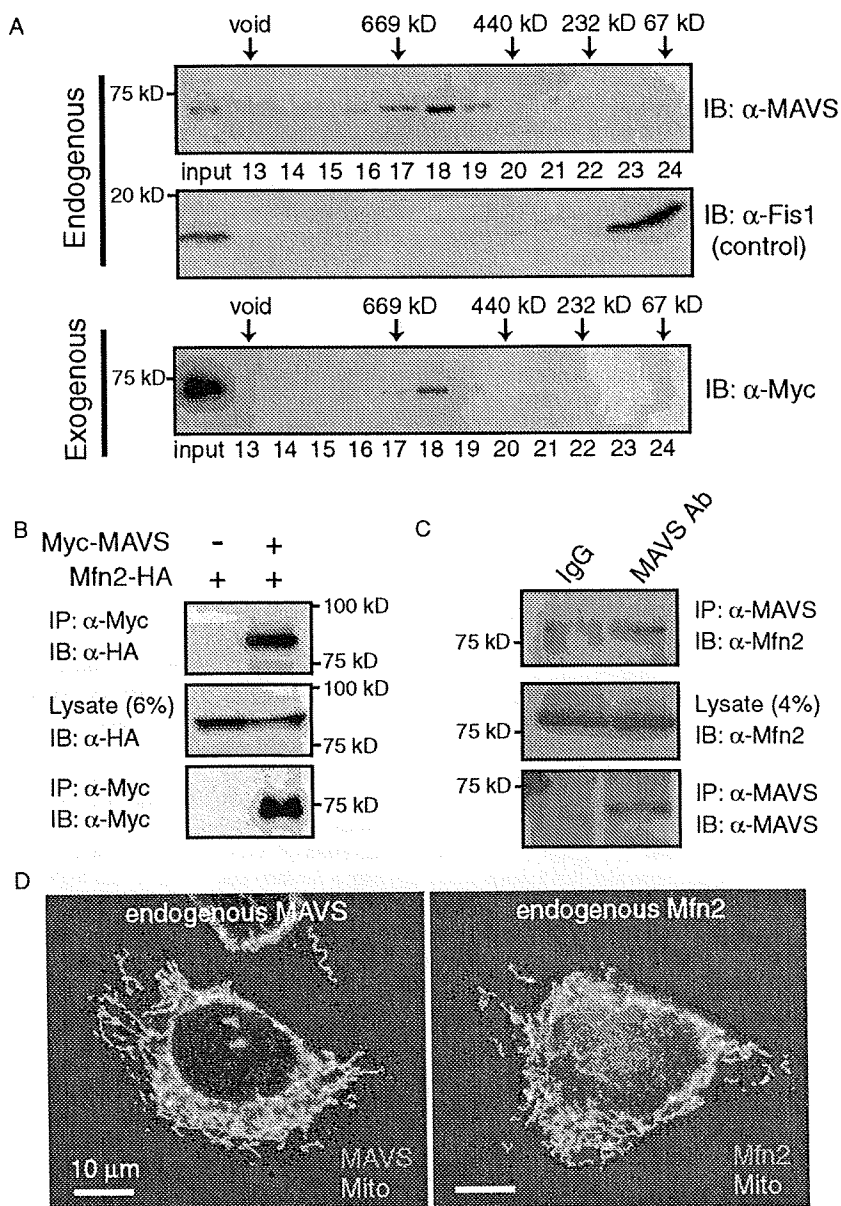 A
void 669 kD 440 kD 232 kD 67 kD
Endogenous
75 kD
IB: α-MAVS
input 13 14 15 16 17 18 19 20 21 22 23 24
20 kD
IB: α-Fis1
(control)
void 669 kD 440 kD 232 kD 67 kD
Exogenous
75 kD
IB: α-Myc
input 13 14 15 16 17 18 19 20 21 22 23 24
B
Myc-MAVS - +
Mfn2-HA + +
IP: α-Myc
IB: α-HA
100 kD
75 kD
Lysate (6%)
IB: α-HA
100 kD
75 kD
IP: α-Myc
IB: α-Myc
75 kD
C
IgG MAVS Ab
75 kD
IP: α-MAVS
IB: α-Mfn2
75 kD
Lysate (4%)
IB: α-Mfn2
75 kD
IP: α-MAVS
IB: α-MAVS
D
endogenous MAVS
10 μm
MAVS
Mito
endogenous Mfn2
Mfn2
Mito